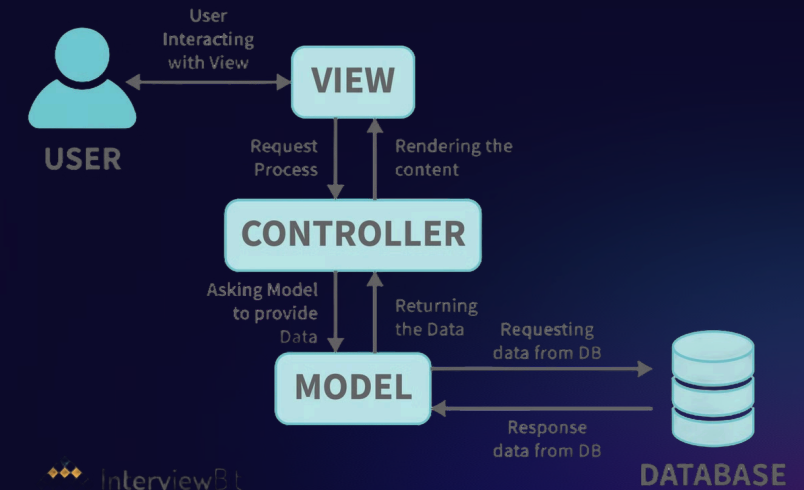 User
Interacting
with View
VIEW
USER
Request
Process
Rendering the
content
CONTROLLER
Asking Model
to provide
Data
Returning
the Data
Requesting
data from DB
MODEL
Response
data from DB
InterviewBit
DATABASE